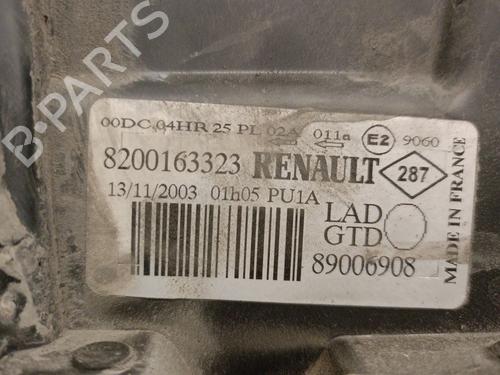 B-PARTS
00DC,04HR 25 PL 02A 011a E2 9060
8200163323 RENAULT 287
13/11/2003 01h05 PU1A
LAD
GTD
89006908
MADE IN FRANCE